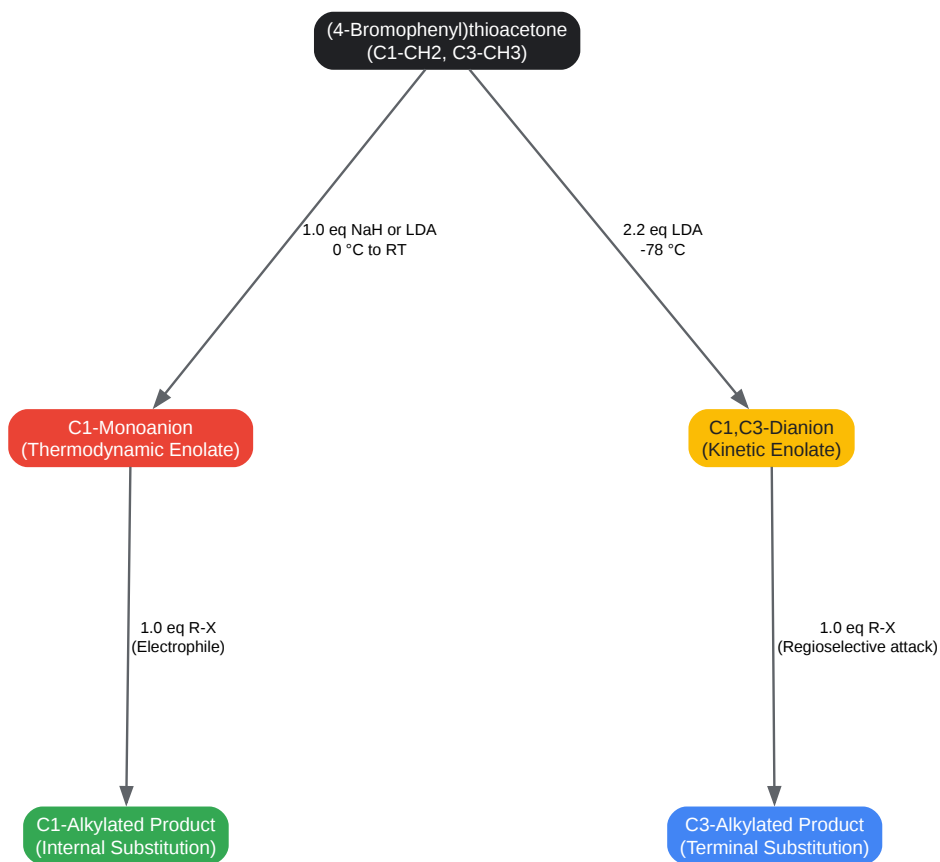 (4-Bromophenyl)thioacetone
(C1-CH2, C3-CH3)
1.0 eq NaH or LDA
0 °C to RT
2.2 eq LDA
-78 °C
C1-Monoanion
(Thermodynamic Enolate)
C1,C3-Dianion
(Kinetic Enolate)
1.0 eq R-X
(Electrophile)
1.0 eq R-X
(Regioselective attack)
C1-Alkylated Product
(Internal Substitution)
C3-Alkylated Product
(Terminal Substitution)